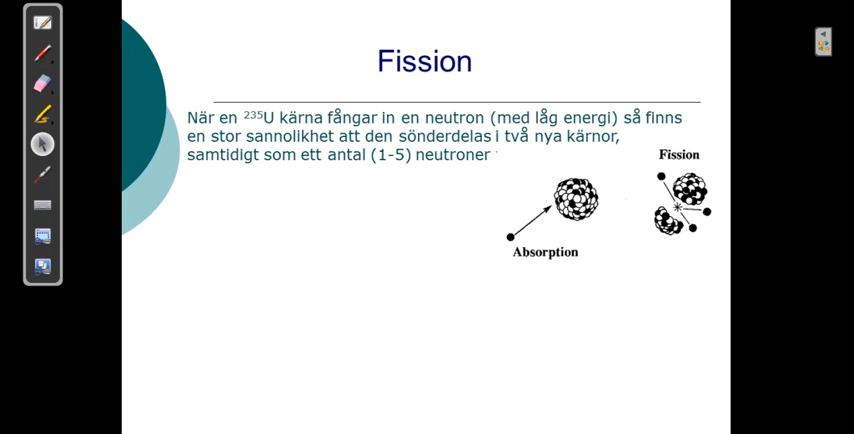 Fission
När en ²³⁵U kärna fångar in en neutron (med låg energi) så finns
en stor sannolikhet att den sönderdelas i två nya kärnor,
samtidigt som ett antal (1-5) neutroner
Fission
Absorption